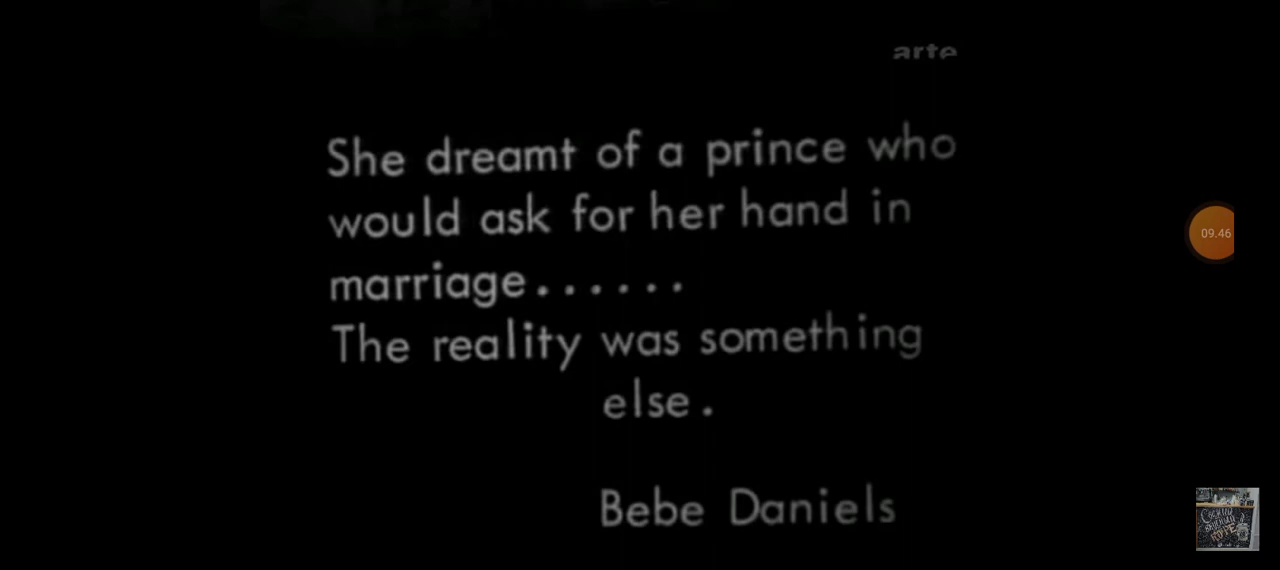 arte
She dreamt of a prince who
would ask for her hand in
marriage......
The reality was something
else.
Bebe Daniels
09.46